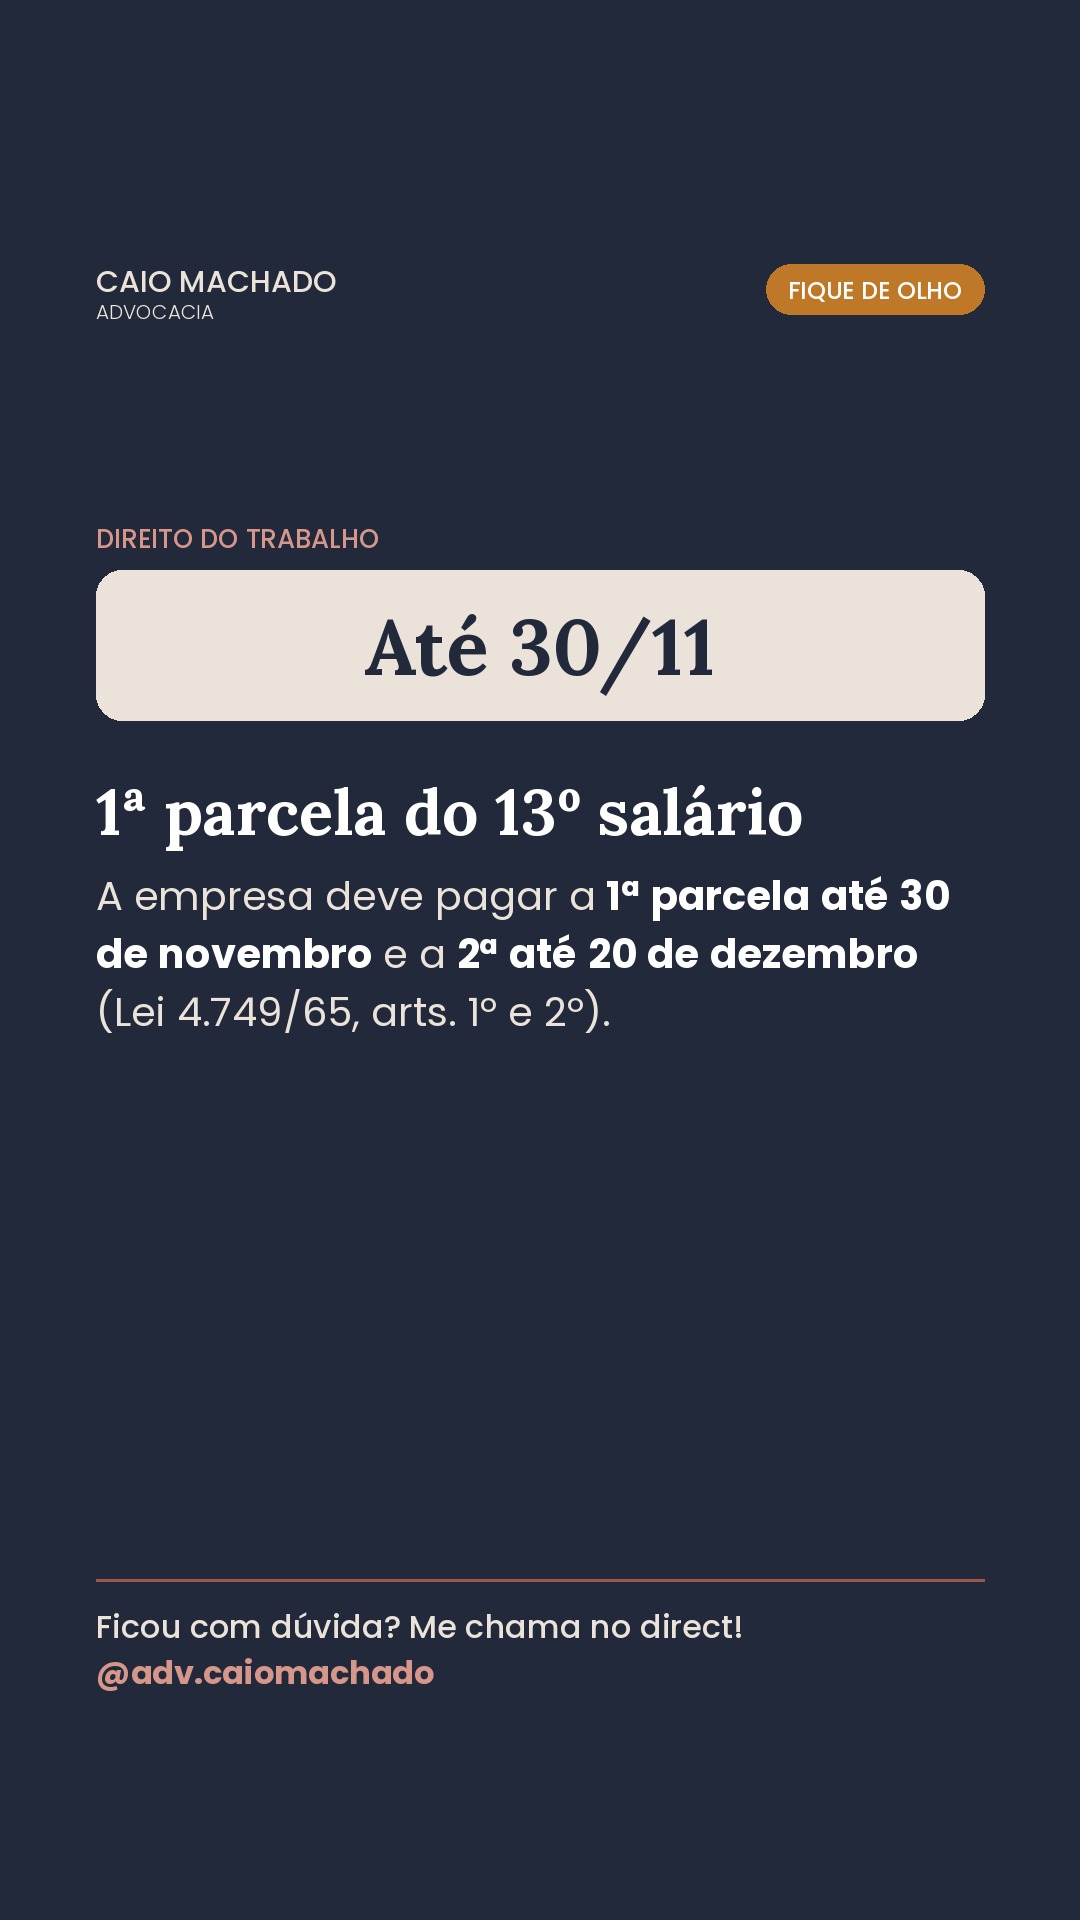 CAIO MACHADO
ADVOCACIA
FIQUE DE OLHO
DIREITO DO TRABALHO
Até 30/11
1ª parcela do 13º salário
A empresa deve pagar a 1ª parcela até 30
de novembro e a 2ª até 20 de dezembro
(Lei 4.749/65, arts. 1º e 2º).
Ficou com dúvida? Me chama no direct!
@adv.caiomachado